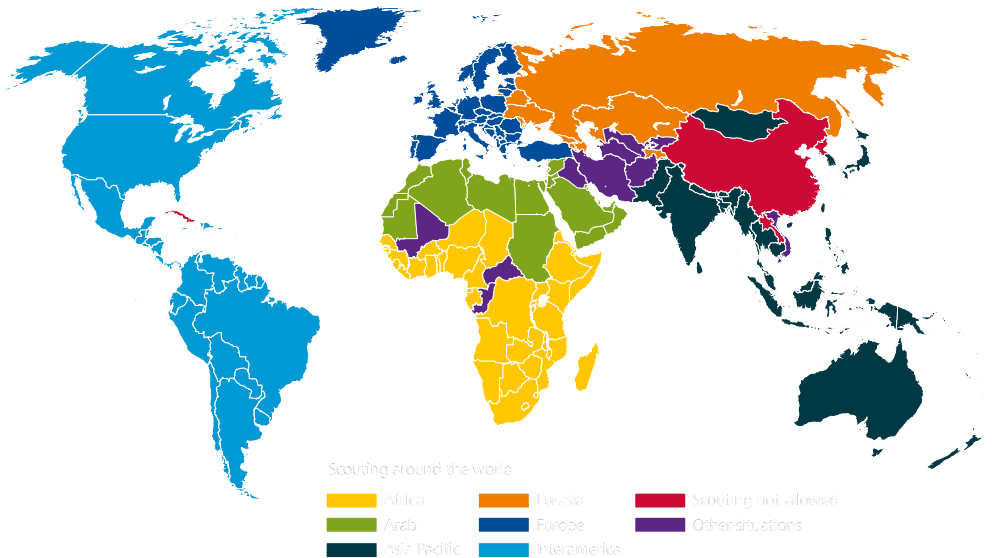 Scouting around the world
Africa
Arab
Asia Pacific
Eurasia
Europe
Interamerica
Scouting not allowed
Other situations